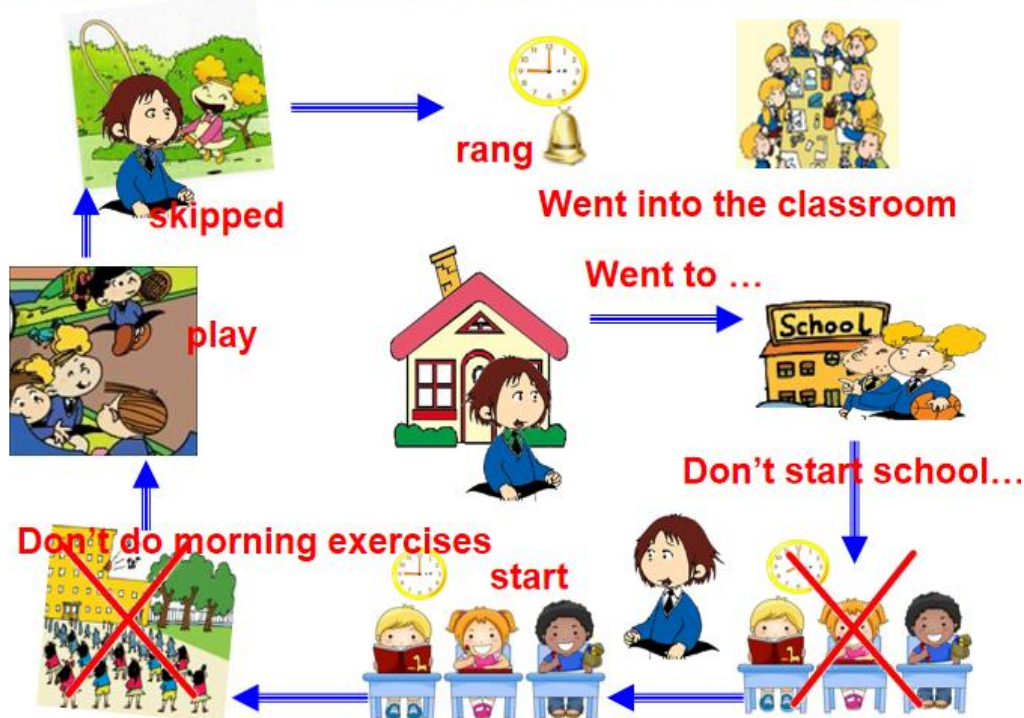 rang
skipped
Went into the classroom
Went to …
School
play
Don't start school…
Don't do morning exercises
start